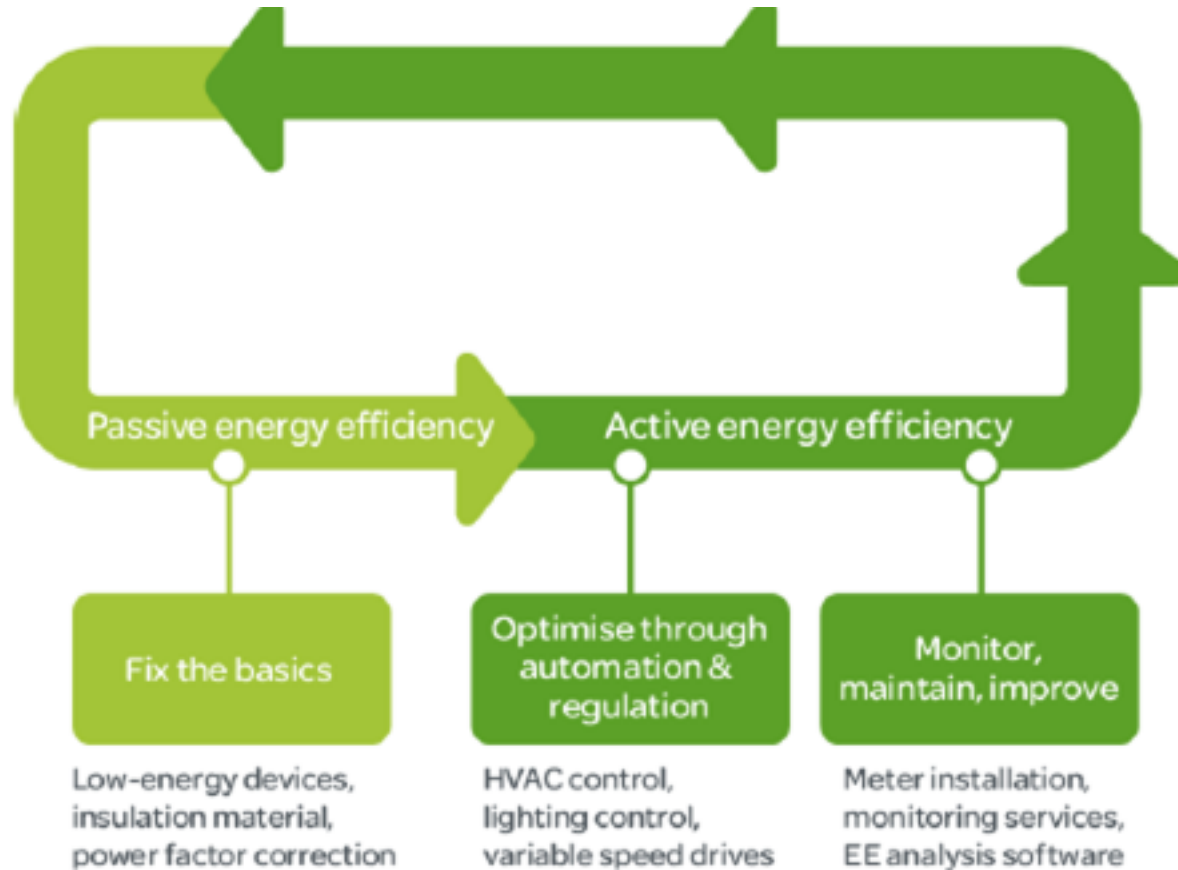 Passive energy efficiency
Active energy efficiency
Fix the basics
Optimise through
automation &
regulation
Monitor,
maintain, improve
Low-energy devices,
insulation material,
power factor correction
HVAC control,
lighting control,
variable speed drives
Meter installation,
monitoring services,
EE analysis software